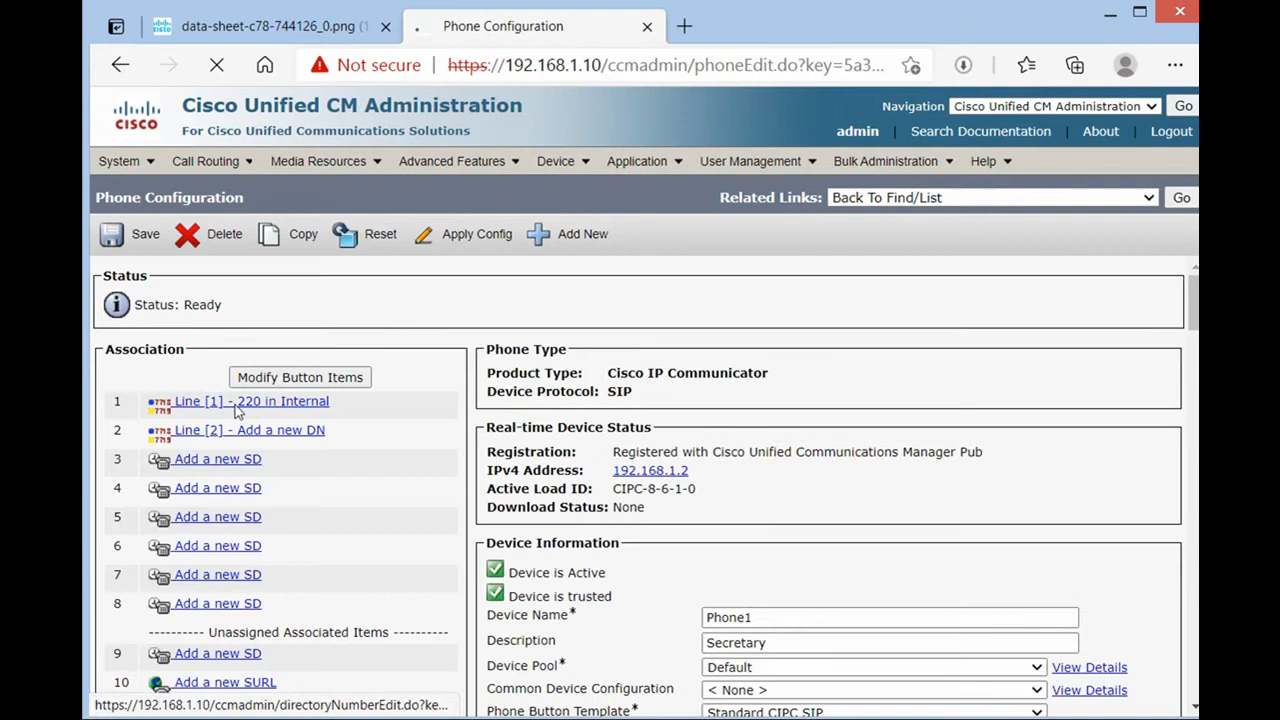 data-sheet-c78-744126_0.png (1
Phone Configuration
Not secure
https://192.168.1.10/ccmadmin/phoneEdit.do?key=5a3...
CISCO
Cisco Unified CM Administration
For Cisco Unified Communications Solutions
Navigation Cisco Unified CM Administration Go
admin Search Documentation About Logout
System Call Routing Media Resources Advanced Features Device Application User Management Bulk Administration Help
Phone Configuration
Related Links: Back To Find/List Go
Save Delete Copy Reset Apply Config Add New
Status
Status: Ready
Association
Modify Button Items
1 Line [1] - 220 in Internal
2 Line [2] - Add a new DN
3 Add a new SD
4 Add a new SD
5 Add a new SD
6 Add a new SD
7 Add a new SD
8 Add a new SD
---------- Unassigned Associated Items ----------
9 Add a new SD
10 Add a new SURL
Phone Type
Product Type: Cisco IP Communicator
Device Protocol: SIP
Real-time Device Status
Registration: Registered with Cisco Unified Communications Manager Pub
IPv4 Address: 192.168.1.2
Active Load ID: CIPC-8-6-1-0
Download Status: None
Device Information
Device is Active
Device is trusted
Device Name* Phone1
Description Secretary
Device Pool* Default View Details
Common Device Configuration < None > View Details
Phone Button Template* Standard CIPC SIP
https://192.168.1.10/ccmadmin/directoryNumberEdit.do?ke...